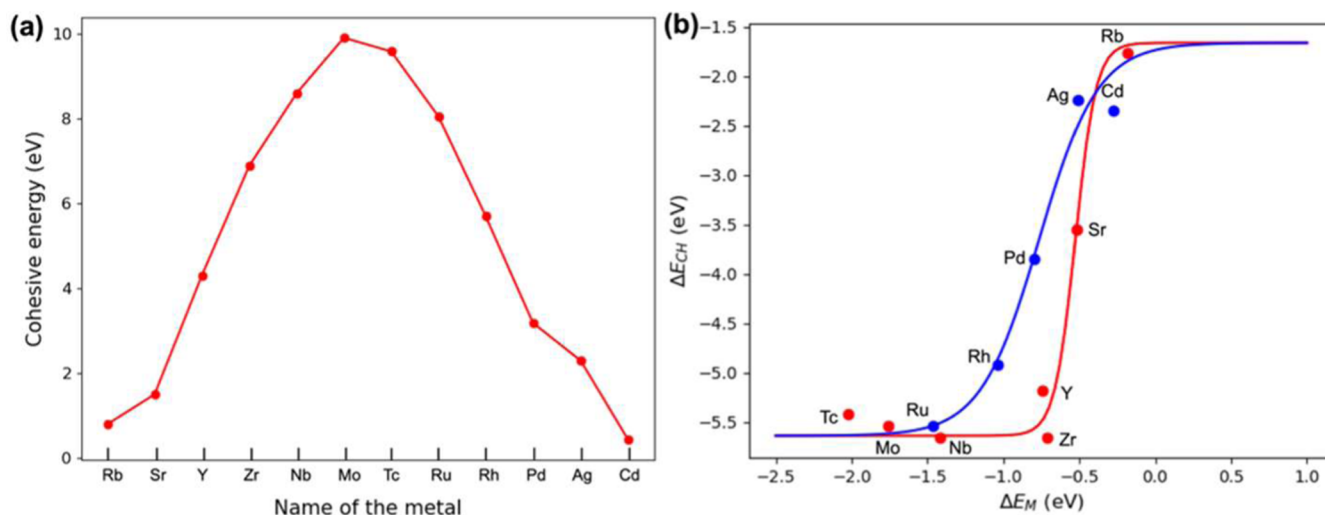 (a)
Cohesive energy (eV)
10
8
6
4
2
0
Rb Sr Y Zr Nb Mo Tc Ru Rh Pd Ag Cd
Name of the metal
(b)
ΔE_CH (eV)
−1.5
−2.0
−2.5
−3.0
−3.5
−4.0
−4.5
−5.0
−5.5
Rb
Ag
Cd
Sr
Pd
Rh
Y
Tc
Ru
Mo
Nb
Zr
−2.5 −2.0 −1.5 −1.0 −0.5 0.0 0.5 1.0
ΔE_M (eV)